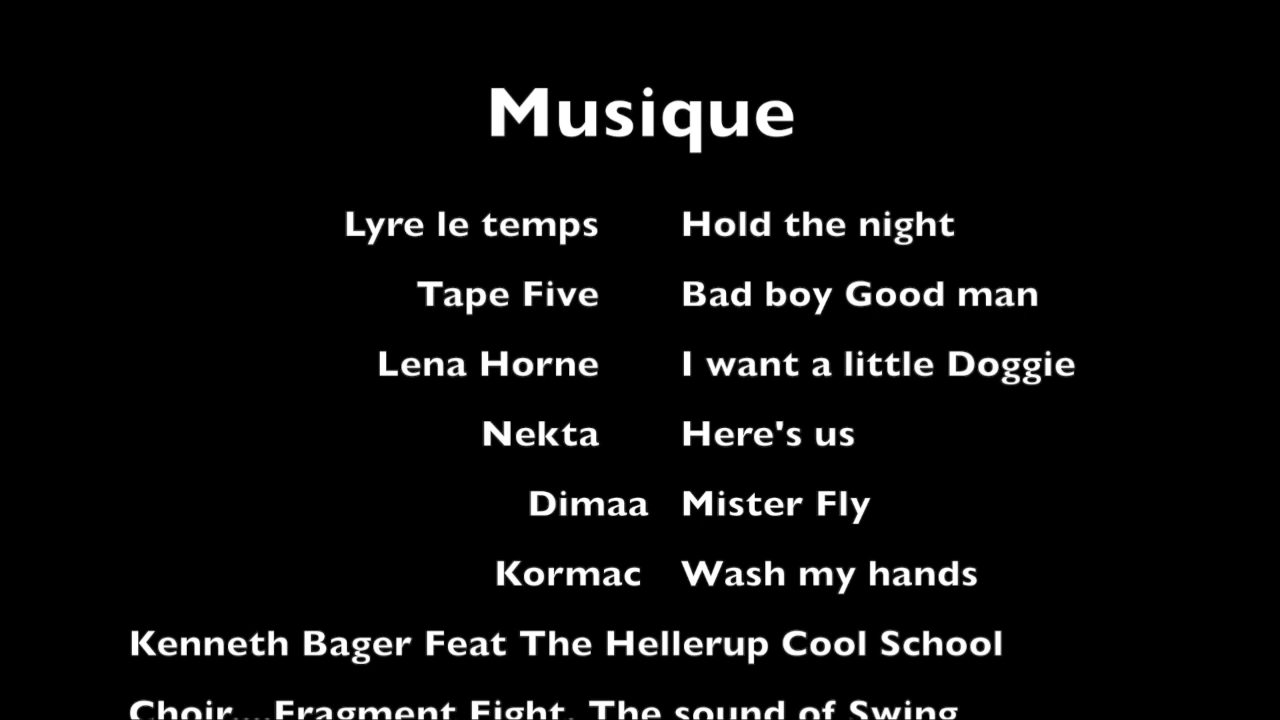 Musique
Lyre le temps Hold the night
Tape Five Bad boy Good man
Lena Horne I want a little Doggie
Nekta Here's us
Dimaa Mister Fly
Kormac Wash my hands
Kenneth Bager Feat The Hellerup Cool School
Choir....Fragment Eight. The sound of Swing